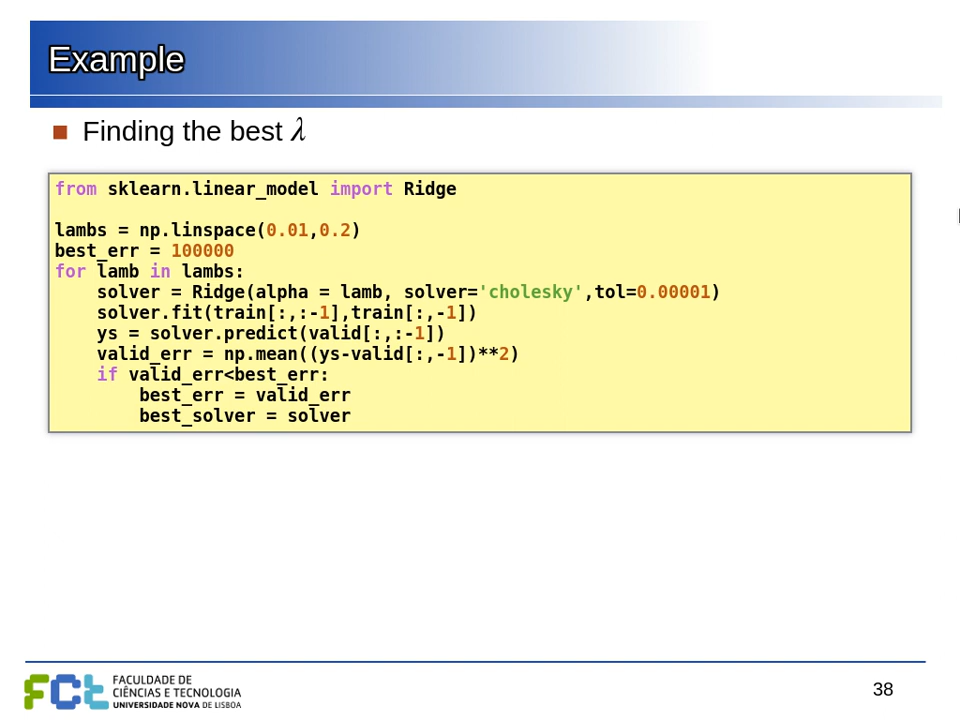 Example
Finding the best λ
from sklearn.linear_model import Ridge
lambs = np.linspace(0.01,0.2)
best_err = 100000
for lamb in lambs:
    solver = Ridge(alpha = lamb, solver='cholesky',tol=0.00001)
    solver.fit(train[:,:-1],train[:,-1])
    ys = solver.predict(valid[:,:-1])
    valid_err = np.mean((ys-valid[:,-1])**2)
    if valid_err<best_err:
        best_err = valid_err
        best_solver = solver
FCt
FACULDADE DE
CIÊNCIAS E TECNOLOGIA
UNIVERSIDADE NOVA DE LISBOA
38